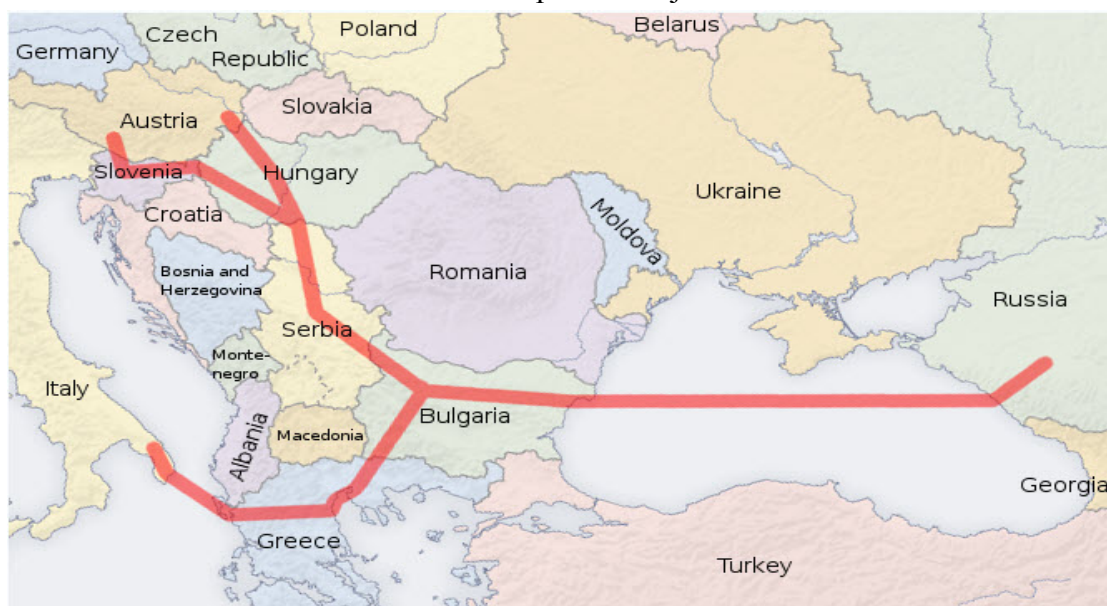 Germany
Czech
Republic
Poland
Belarus
Slovakia
Austria
Hungary
Slovenia
Ukraine
Croatia
Moldova
Bosnia and
Herzegovina
Romania
Russia
Serbia
Monte-
negro
Italy
Bulgaria
Albania
Macedonia
Georgia
Greece
Turkey